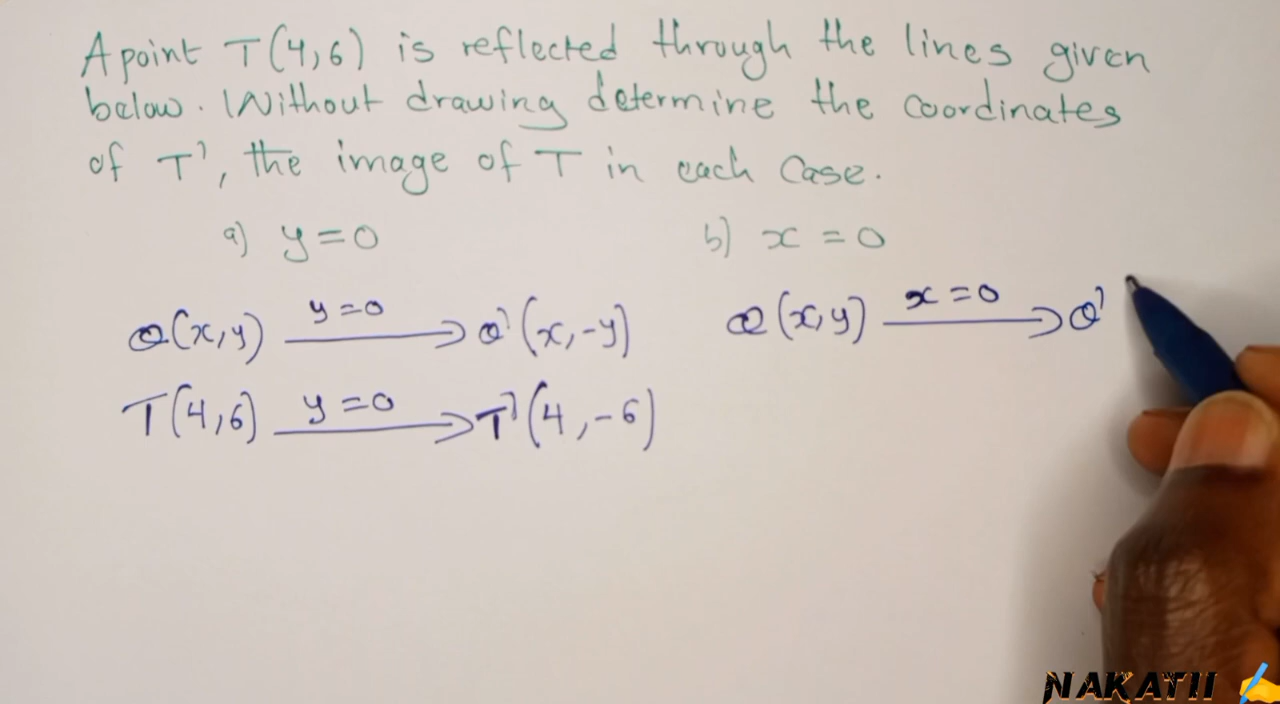 A point T(4,6) is reflected through the lines given
below. Without drawing determine the coordinates
of T', the image of T in each case.
a) y=0 b) x=0
Q(x,y) y=0 → Q'(x,-y) Q(x,y) x=0 → Q'
T(4,6) y=0 → T'(4,-6)
NAKATII